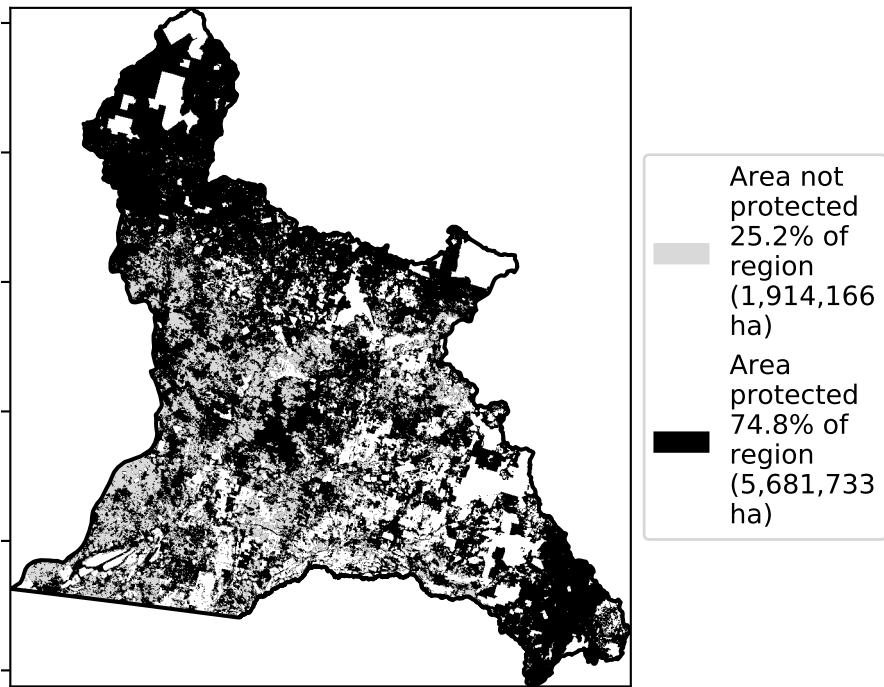 Area not
protected
25.2% of
region
(1,914,166
ha)
Area
protected
74.8% of
region
(5,681,733
ha)